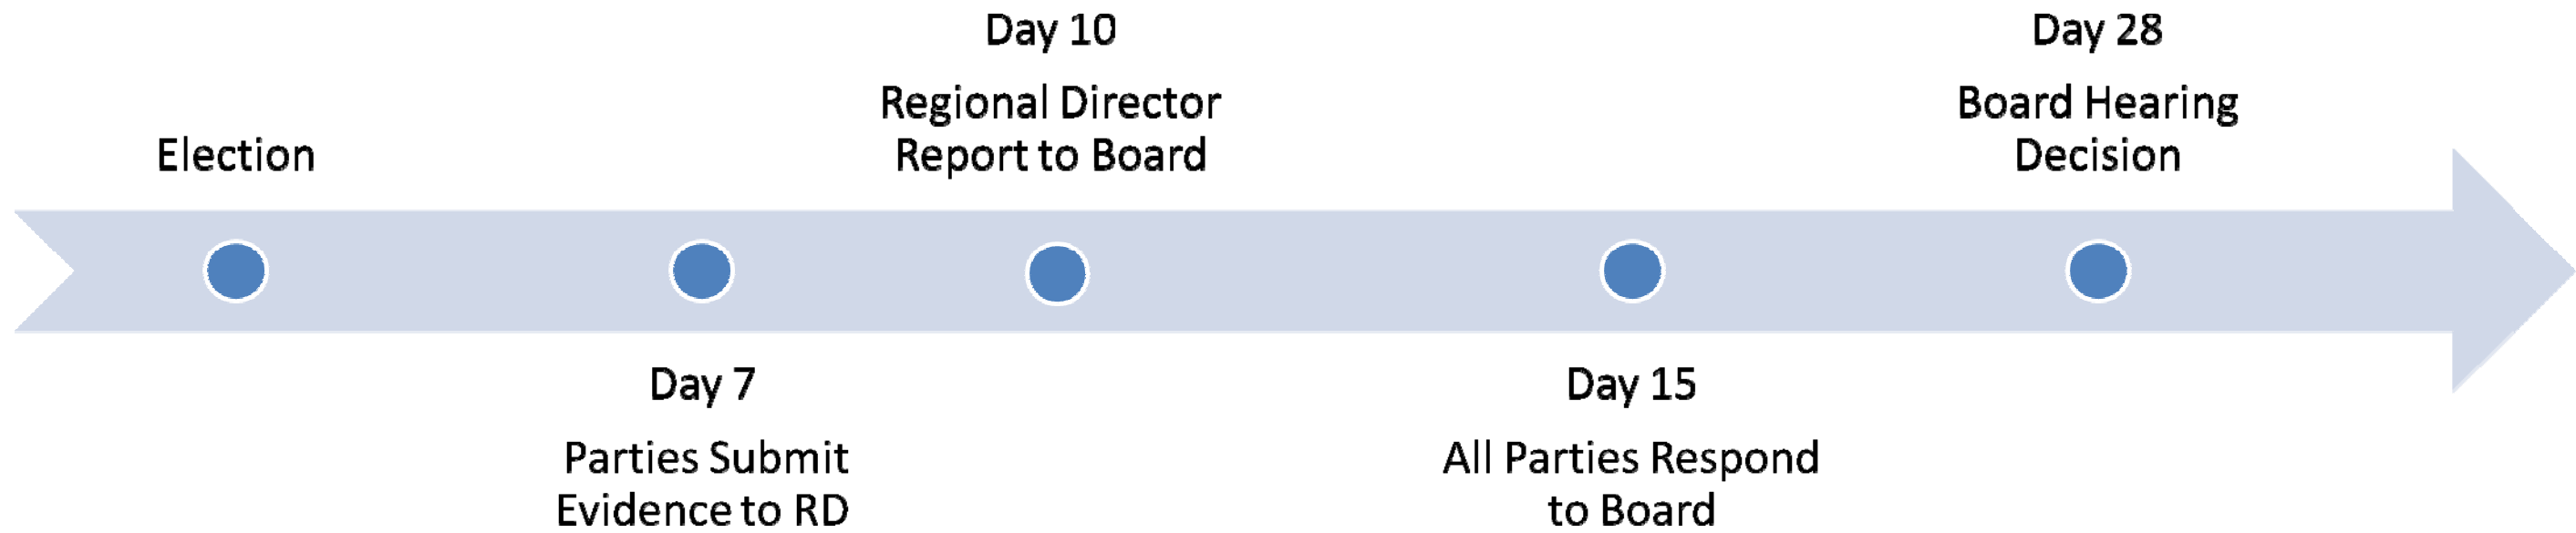 Election
Day 7
Parties Submit
Evidence to RD
Day 10
Regional Director
Report to Board
Day 15
All Parties Respond
to Board
Day 28
Board Hearing
Decision